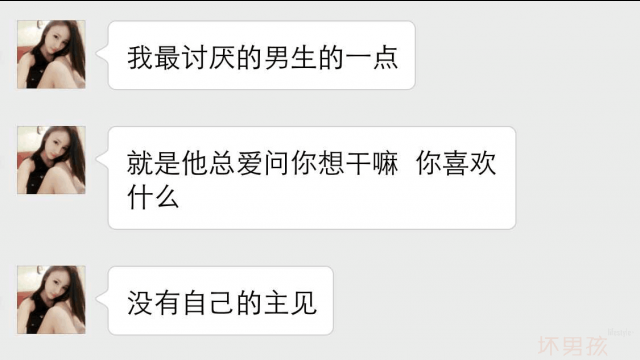 我最讨厌的男生的一点
就是他总爱问你想干嘛 你喜欢
什么
没有自己的主见
坏男孩